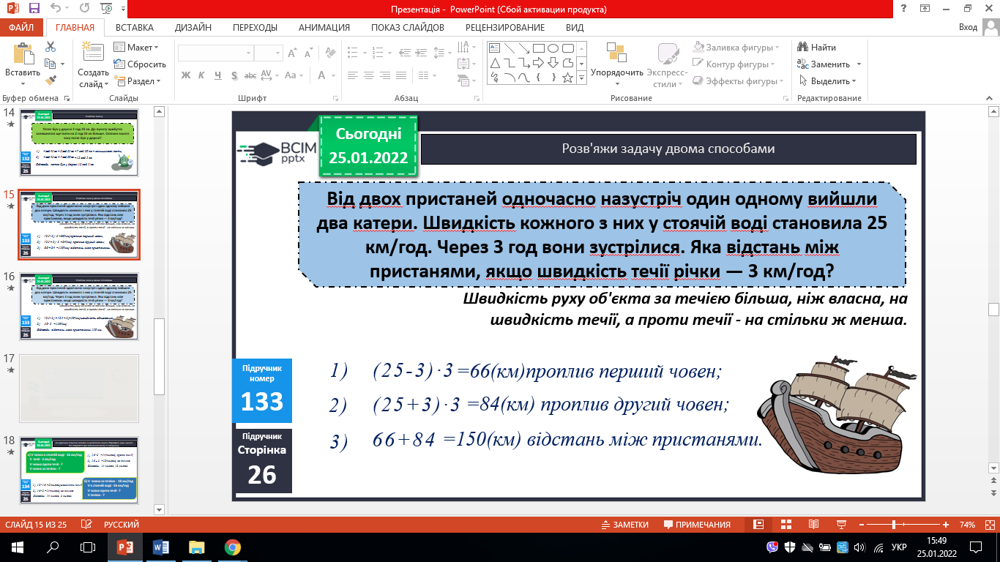 Презентація - PowerPoint (Сбой активации продукта)
ФАЙЛ ГЛАВНАЯ ВСТАВКА ДИЗАЙН ПЕРЕХОДЫ АНИМАЦИЯ ПОКАЗ СЛАЙДОВ РЕЦЕНЗИРОВАНИЕ ВИД Вход
Вставить
Буфер обмена
Создать слайд
Макет
Сбросить
Раздел
Слайды
Ж К Ч S abc AV Aa A
Шрифт
Абзац
Упорядочить
Экспресс-стили
Заливка фигуры
Контур фигуры
Эффекты фигуры
Рисование
Найти
Заменить
Выделить
Редактирование
14
15
16
17
18
Сьогодні
25.01.2022
ВСІМ
pptx
Розв'яжи задачу двома способами
Від двох пристаней одночасно назустріч один одному вийшли
два катери. Швидкість кожного з них у стоячій воді становила 25
км/год. Через 3 год вони зустрілися. Яка відстань між
пристанями, якщо швидкість течії річки — 3 км/год?
Швидкість руху об'єкта за течією більша, ніж власна, на
швидкість течії, а проти течії - на стільки ж менша.
Підручник
номер
133
Підручник
Сторінка
26
1) (25-3)·3=66(км)проплив перший човен;
2) (25+3)·3 =84(км) проплив другий човен;
3) 66+84 =150(км) відстань між пристанями.
СЛАЙД 15 ИЗ 25 РУССКИЙ ЗАМЕТКИ ПРИМЕЧАНИЯ 74%
УКР
15:49
25.01.2022